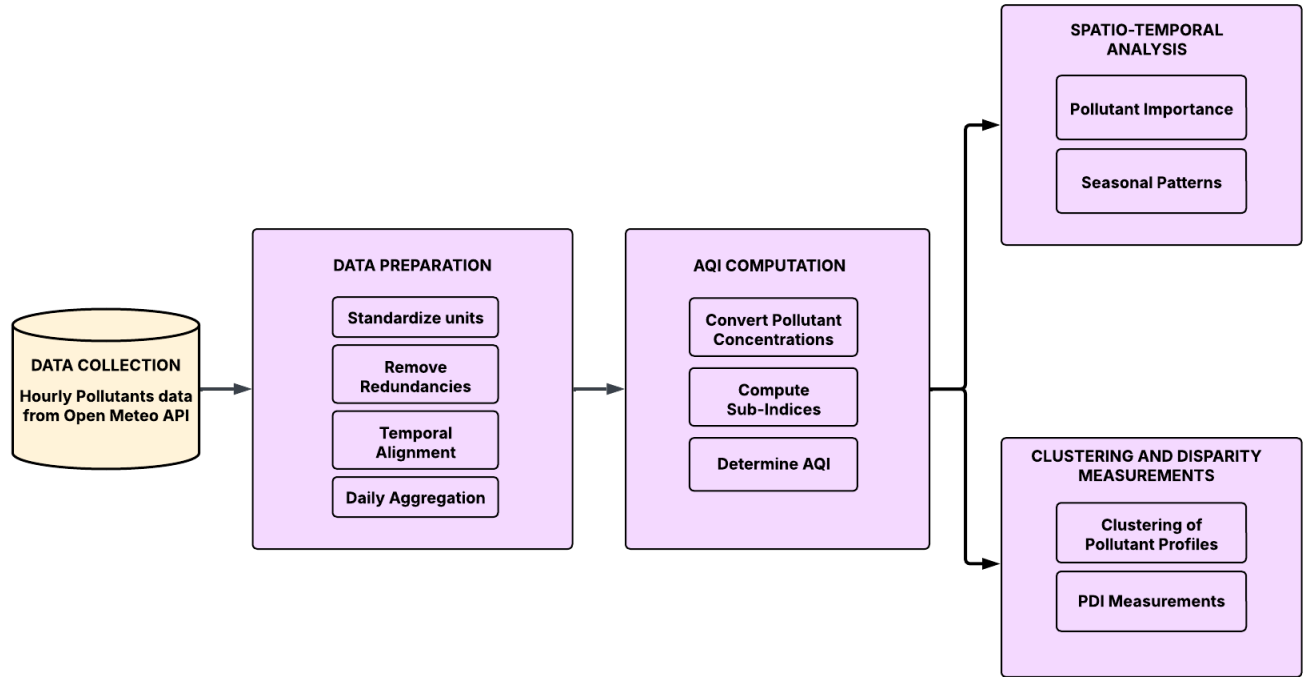 DATA COLLECTION
Hourly Pollutants data
from Open Meteo API
DATA PREPARATION
Standardize units
Remove
Redundancies
Temporal
Alignment
Daily Aggregation
AQI COMPUTATION
Convert Pollutant
Concentrations
Compute
Sub-Indices
Determine AQI
SPATIO-TEMPORAL
ANALYSIS
Pollutant Importance
Seasonal Patterns
CLUSTERING AND DISPARITY
MEASUREMENTS
Clustering of
Pollutant Profiles
PDI Measurements